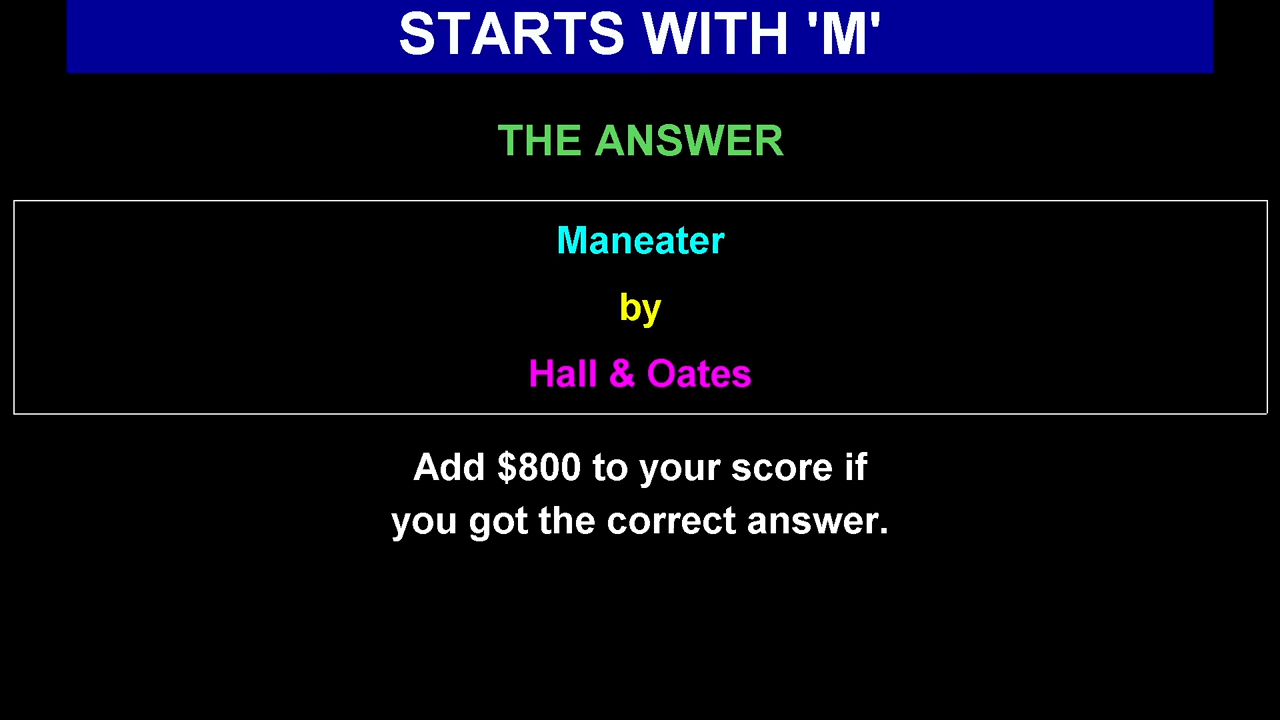 STARTS WITH 'M'
THE ANSWER
Maneater
by
Hall & Oates
Add $800 to your score if
you got the correct answer.